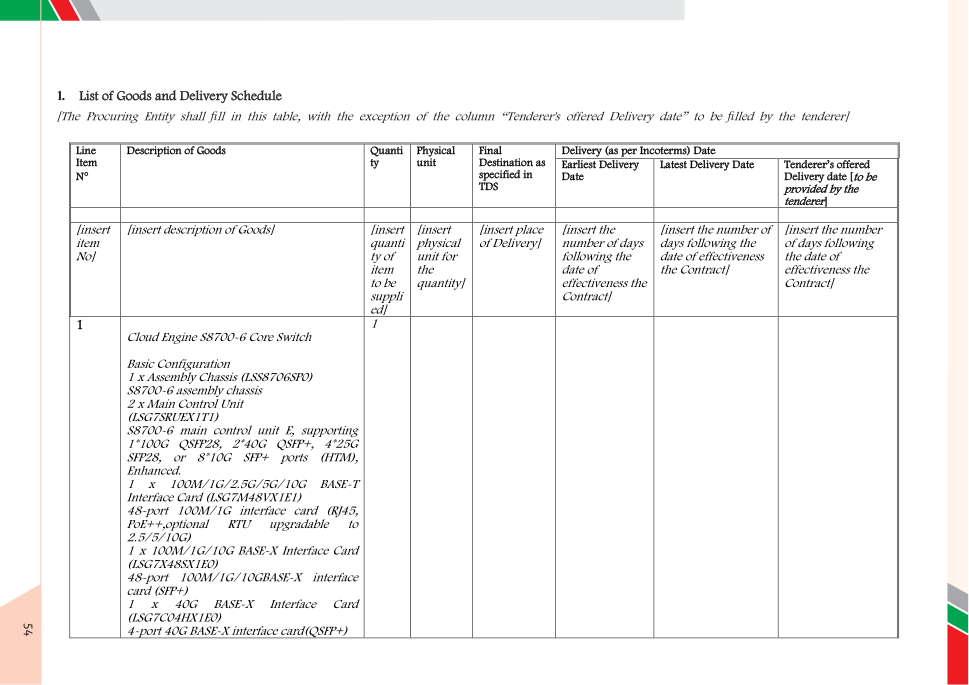 1. List of Goods and Delivery Schedule
[The Procuring Entity shall fill in this table, with the exception of the column “Tenderer's offered Delivery date” to be filled by the tenderer]
Line
Item
N°
Description of Goods
Quanti
ty
Physical
unit
Final
Destination as
specified in
TDS
Delivery (as per Incoterms) Date
Earliest Delivery
Date
Latest Delivery Date
Tenderer’s offered
Delivery date [to be
provided by the
tenderer]
[insert
item
No]
[insert description of Goods]
[insert
quanti
ty of
item
to be
suppli
ed]
[insert
physical
unit for
the
quantity]
[insert place
of Delivery]
[insert the
number of days
following the
date of
effectiveness the
Contract]
[insert the number of
days following the
date of effectiveness
the Contract]
[insert the number
of days following
the date of
effectiveness the
Contract]
1
Cloud Engine S8700-6 Core Switch
Basic Configuration
1 x Assembly Chassis (LSS8706SF0)
S8700-6 assembly chassis
2 x Main Control Unit
(LSG7SRUEX1T1)
S8700-6 main control unit E, supporting
1*100G QSFP28, 2*40G QSFP+, 4*25G
SFP28, or 8*10G SFP+ ports (HTM),
Enhanced.
1 x 100M/1G/2.5G/5G/10G BASE-T
Interface Card (LSG7M48VX1E1)
48-port 100M/1G interface card (RJ45,
PoE++,optional RTU upgradable to
2.5/5/10G)
1 x 100M/1G/10G BASE-X Interface Card
(LSG7X48SX1E0)
48-port 100M/1G/10GBASE-X interface
card (SFP+)
1 x 40G BASE-X Interface Card
(LSG7C04HX1E0)
4-port 40G BASE-X interface card(QSFP+)
1
54